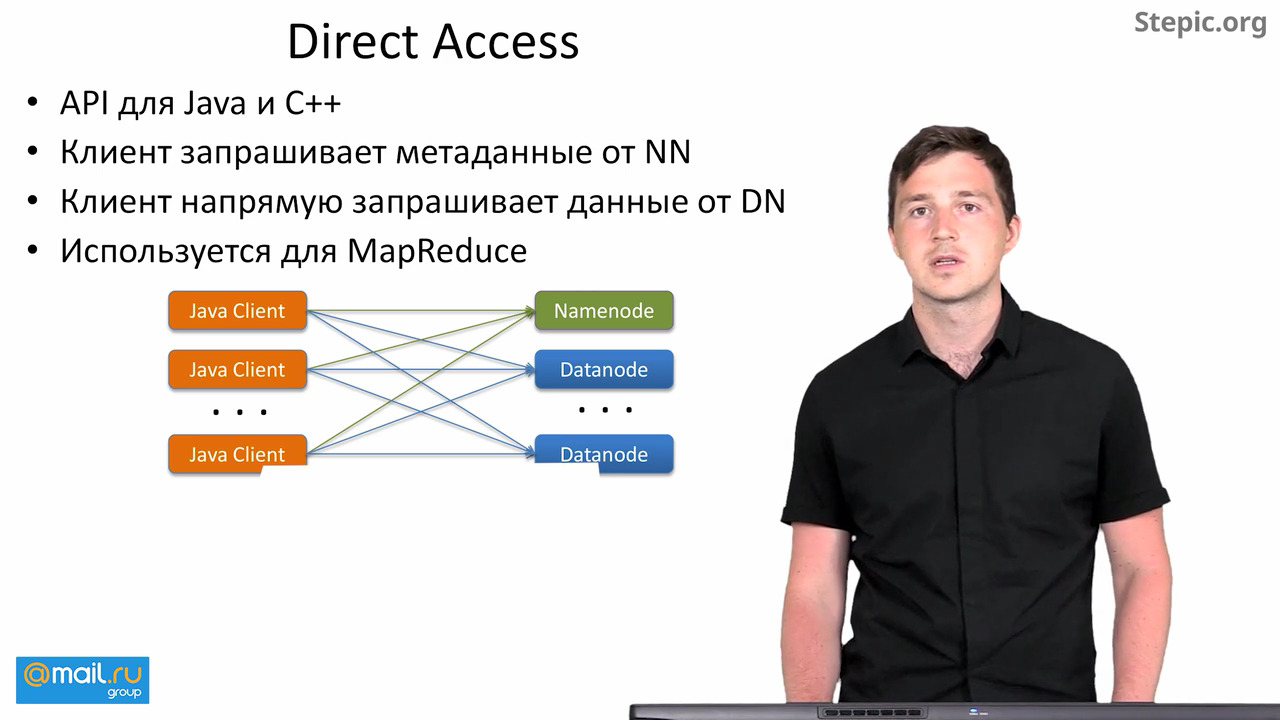 Direct Access
Stepic.org
• API для Java и C++
• Клиент запрашивает метаданные от NN
• Клиент напрямую запрашивает данные от DN
• Используется для MapReduce
Java Client
Namenode
Java Client
Datanode
. . .
. . .
Java Client
Datanode
@mail.ru
group